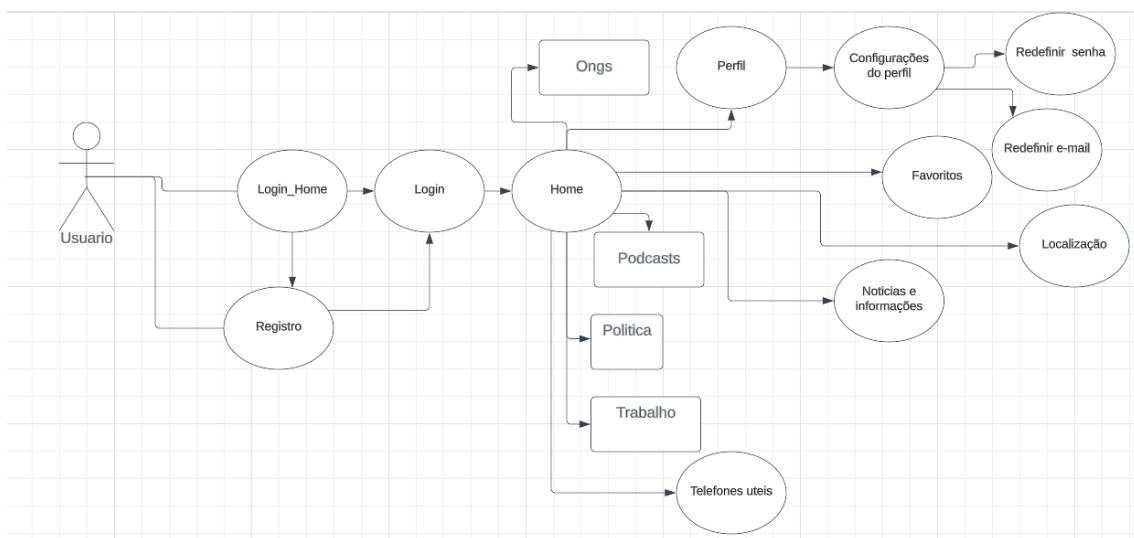 Ongs
Perfil
Configurações
do perfil
Redefinir senha
Redefinir e-mail
Usuario
Login_Home
Login
Home
Favoritos
Podcasts
Localização
Noticias e
informações
Registro
Politica
Trabalho
Telefones uteis